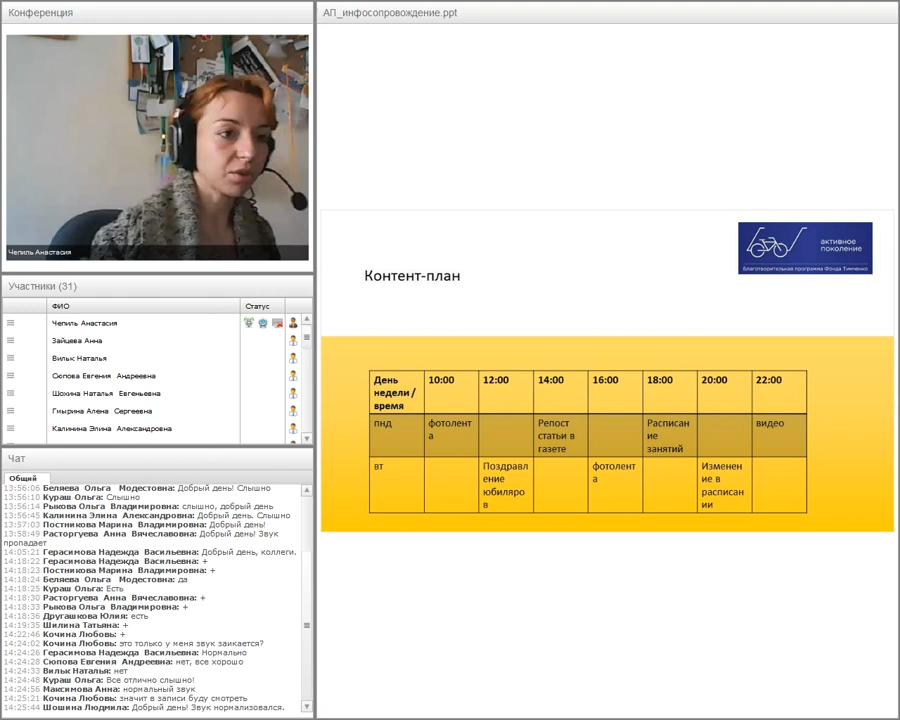 Конференция
Чепиль Анастасия
Участники (31)
ФИО Статус
Чепиль Анастасия
Зайцева Анна
Вильк Наталья
Сюпова Евгения Андреевна
Шохина Наталья Евгеньевна
Гмырина Алена Сергеевна
Калинина Элина Александровна
Чат
Общий
13:56:06 Беляева Ольга Модестовна: Добрый день! Слышно
13:56:10 Кураш Ольга: Слышно
13:56:14 Рыкова Ольга Владимировна: слышно, добрый день
13:56:45 Калинина Элина Александровна: Добрый день. Слышно
13:57:03 Постникова Марина Владимировна: Добрый день!
13:58:49 Расторгуева Анна Вячеславовна: Добрый день! Звук
пропадает
14:05:21 Герасимова Надежда Васильевна: Добрый день, коллеги.
14:18:22 Герасимова Надежда Васильевна: +
14:18:23 Постникова Марина Владимировна: +
14:18:24 Беляева Ольга Модестовна: да
14:18:25 Кураш Ольга: Есть
14:18:30 Расторгуева Анна Вячеславовна: +
14:18:33 Рыкова Ольга Владимировна: +
14:18:36 Другашкова Юлия: есть
14:19:35 Шилина Татьяна: +
14:22:46 Кочина Любовь: +
14:24:02 Кочина Любовь: это только у меня звук заикается?
14:24:26 Герасимова Надежда Васильевна: Нормально
14:24:28 Сюпова Евгения Андреевна: нет, все хорошо
14:24:33 Вильк Наталья: нет
14:24:48 Кураш Ольга: Все отлично слышно!
14:24:56 Максимова Анна: нормальный звук
14:25:21 Кочина Любовь: значит в записи буду смотреть
14:25:44 Шошина Людмила: Добрый день! Звук нормализовался.
АП_инфосопровождение.ppt
активное
поколение
Благотворительная программа Фонда Тимченко
Контент-план
День 10:00 12:00 14:00 16:00 18:00 20:00 22:00
недели /
время
пнд фотолент Репост Расписан видео
а статьи в ие
газете занятий
вт Поздравл фотолент Изменен
ение а ие в
юбиляро расписан
в ии